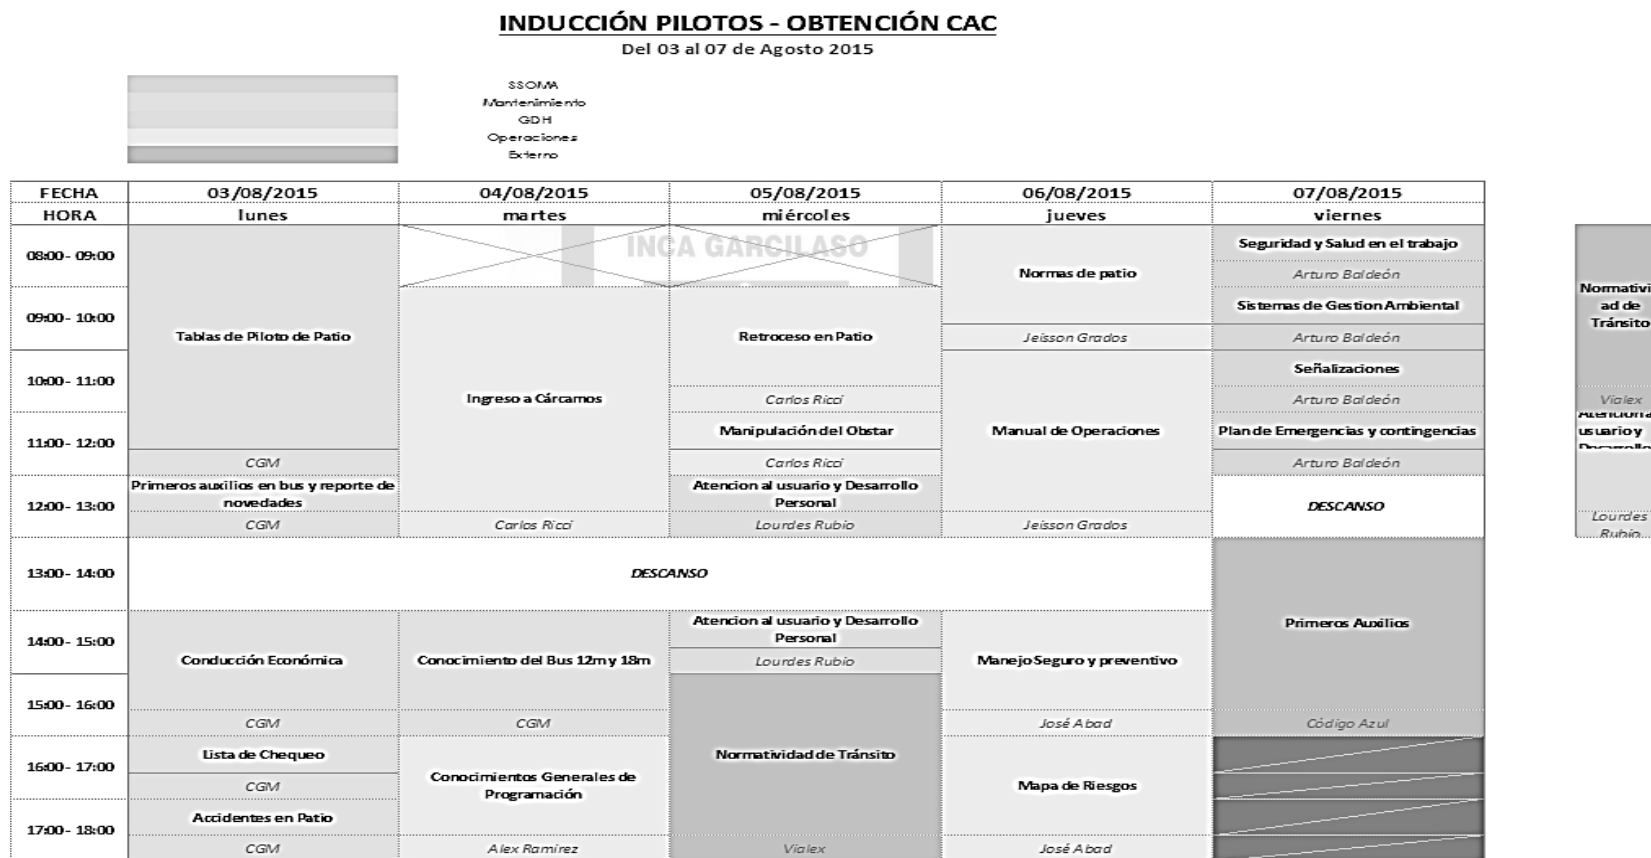 INDUCCIÓN PILOTOS - OBTENCIÓN CAC
Del 03 al 07 de Agosto 2015
SSOMA
Mantenimiento
GDH
Operaciones
Externo
FECHA 03/08/2015 04/08/2015 05/08/2015 06/08/2015 07/08/2015
HORA lunes martes miércoles jueves viernes
08:00 - 09:00
INCA GARCILASO
Normas de patio
Seguridad y Salud en el trabajo
Arturo Baldeón
09:00 - 10:00
Tablas de Piloto de Patio
Retroceso en Patio
Jeisson Grados
Sistemas de Gestion Ambiental
Arturo Baldeón
Normativi
ad de
Tránsito
10:00 - 11:00
Ingreso a Cárcamos
Carlos Ricci
Señalizaciones
Arturo Baldeón
Vialex
11:00 - 12:00
CGM
Manipulación del Obstar
Carlos Ricci
Manual de Operaciones
Plan de Emergencias y contingencias
Arturo Baldeón
usuario y
12:00 - 13:00
Primeros auxilios en bus y reporte de
novedades
CGM
Carlos Ricci
Atencion al usuario y Desarrollo
Personal
Lourdes Rubio
Jeisson Grados
DESCANSO
Lourdes
Rubio
13:00 - 14:00
DESCANSO
14:00 - 15:00
Conducción Económica
Conocimiento del Bus 12m y 18m
Atencion al usuario y Desarrollo
Personal
Lourdes Rubio
Manejo Seguro y preventivo
Primeros Auxilios
15:00 - 16:00
CGM
CGM
José Abad
Código Azul
16:00 - 17:00
Lista de Chequeo
CGM
Conocimientos Generales de
Programación
Normatividad de Tránsito
Mapa de Riesgos
17:00 - 18:00
Accidentes en Patio
CGM
Alex Ramirez
Vialex
José Abad